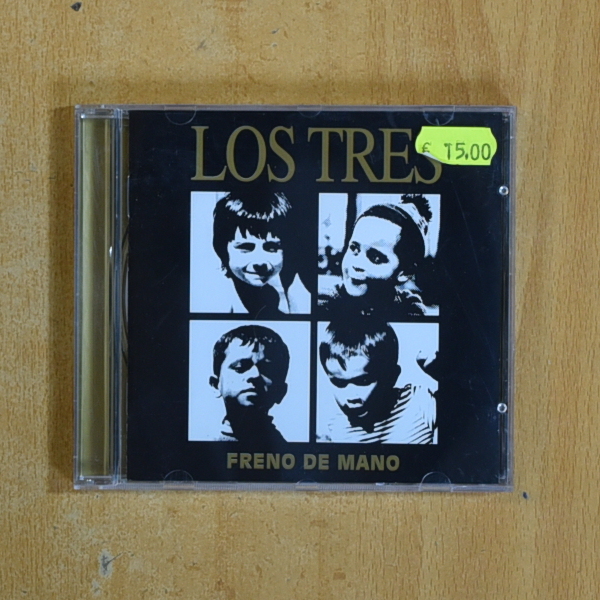 LOS TRES
€ 15.00
FRENO DE MANO